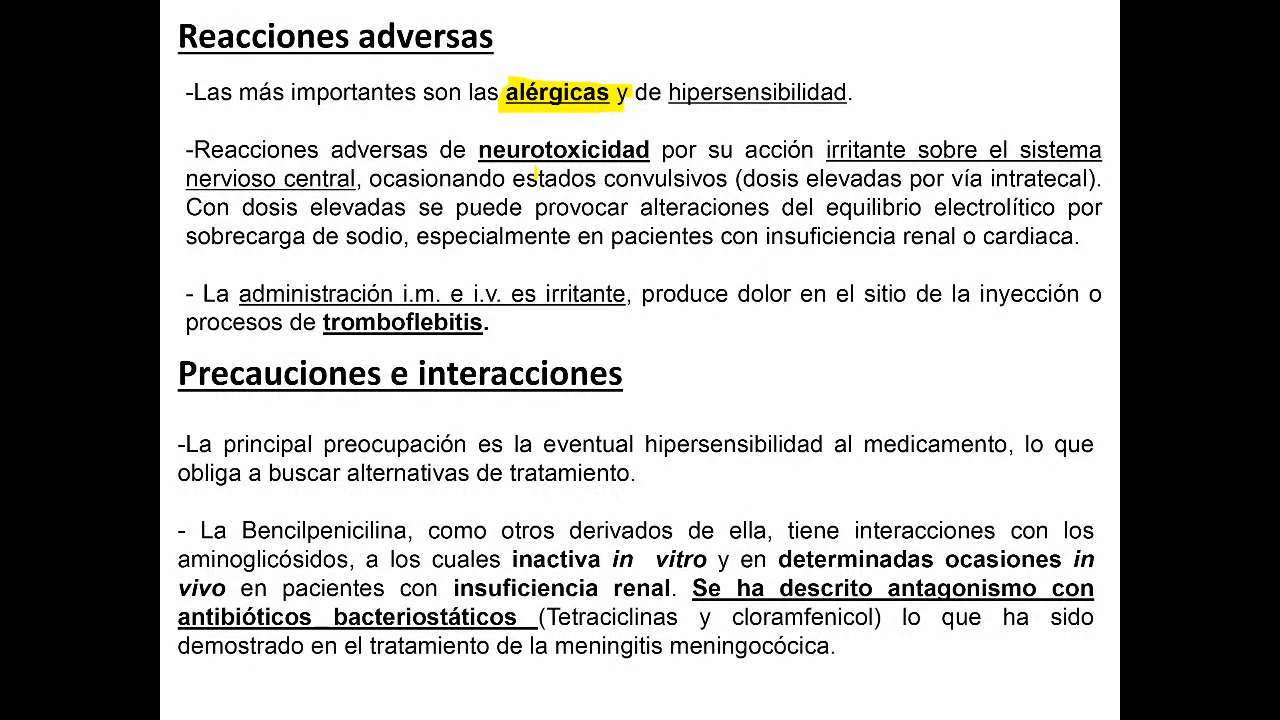 Reacciones adversas
-Las más importantes son las alérgicas y de hipersensibilidad.
-Reacciones adversas de neurotoxicidad por su acción irritante sobre el sistema
nervioso central, ocasionando estados convulsivos (dosis elevadas por vía intratecal).
Con dosis elevadas se puede provocar alteraciones del equilibrio electrolítico por
sobrecarga de sodio, especialmente en pacientes con insuficiencia renal o cardiaca.
- La administración i.m. e i.v. es irritante, produce dolor en el sitio de la inyección o
procesos de tromboflebitis.
Precauciones e interacciones
-La principal preocupación es la eventual hipersensibilidad al medicamento, lo que
obliga a buscar alternativas de tratamiento.
- La Bencilpenicilina, como otros derivados de ella, tiene interacciones con los
aminoglicósidos, a los cuales inactiva in vitro y en determinadas ocasiones in
vivo en pacientes con insuficiencia renal. Se ha descrito antagonismo con
antibióticos bacteriostáticos (Tetraciclinas y cloramfenicol) lo que ha sido
demostrado en el tratamiento de la meningitis meningocócica.